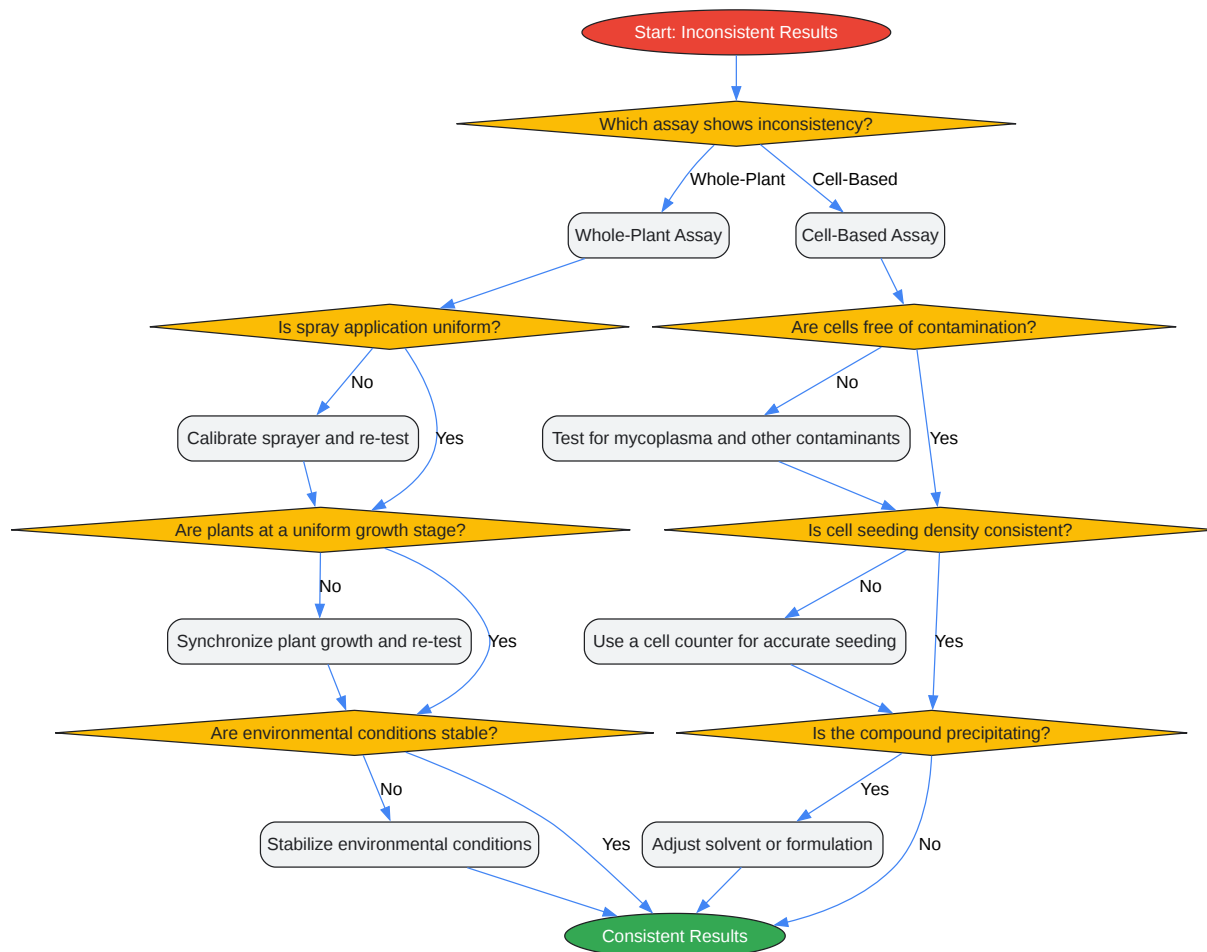 Start: Inconsistent Results
Which assay shows inconsistency?
Whole-Plant
Cell-Based
Whole-Plant Assay
Cell-Based Assay
Is spray application uniform?
Are cells free of contamination?
No
No
Calibrate sprayer and re-test
Yes
Test for mycoplasma and other contaminants
Yes
Are plants at a uniform growth stage?
Is cell seeding density consistent?
No
No
Synchronize plant growth and re-test
Yes
Use a cell counter for accurate seeding
Yes
Are environmental conditions stable?
Is the compound precipitating?
No
Yes
Stabilize environmental conditions
Yes
Adjust solvent or formulation
No
Consistent Results